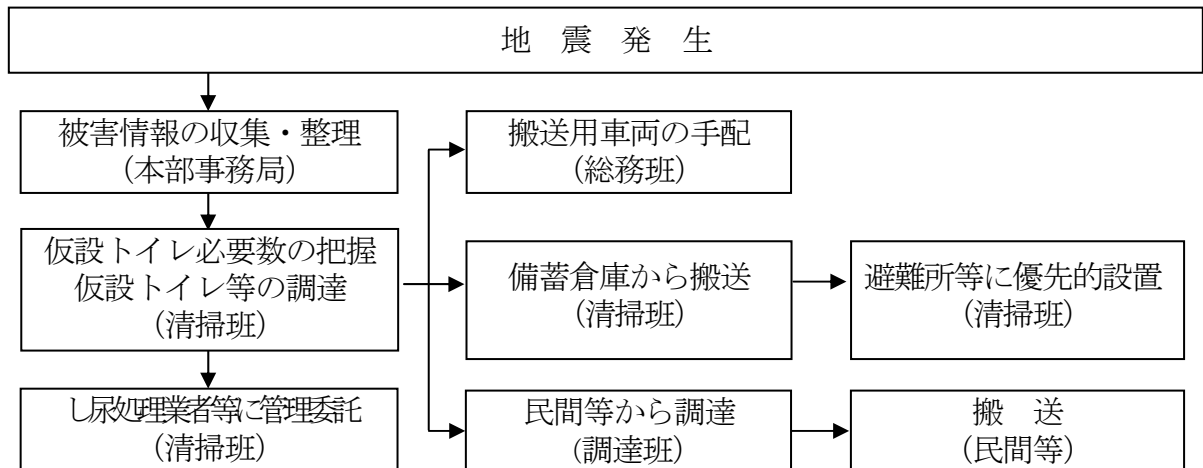 地　震　発　生
被害情報の収集・整理
（本部事務局）
搬送用車両の手配
（総務班）
仮設トイレ必要数の把握
仮設トイレ等の調達
（清掃班）
備蓄倉庫から搬送
（清掃班）
避難所等に優先的設置
（清掃班）
し尿処理業者等に管理委託
（清掃班）
民間等から調達
（調達班）
搬　送
（民間等）